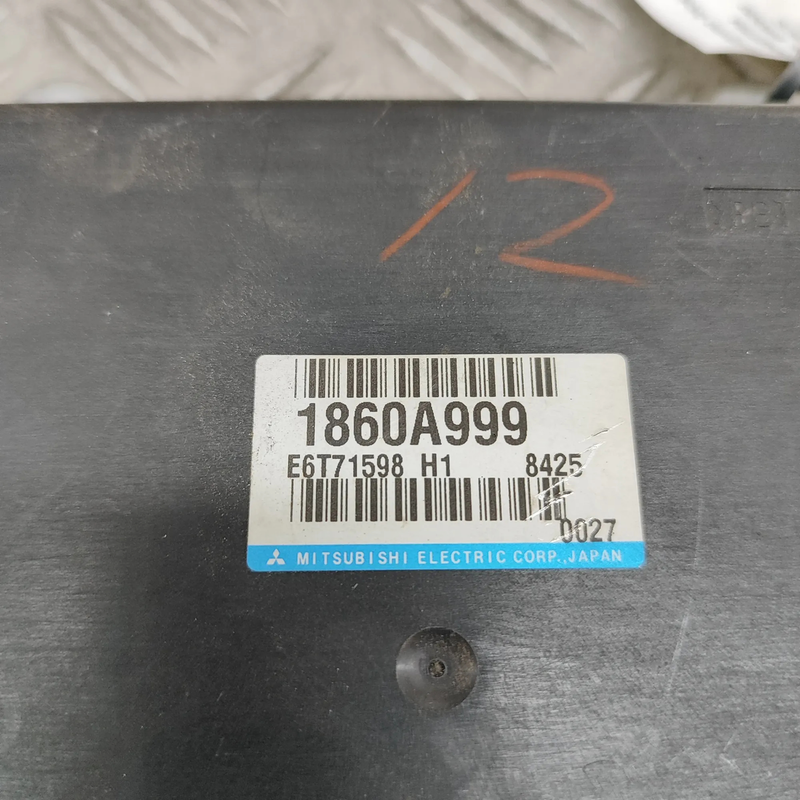 12
1860A999
E6T71598 H1 8425
0027
MITSUBISHI ELECTRIC CORP., JAPAN